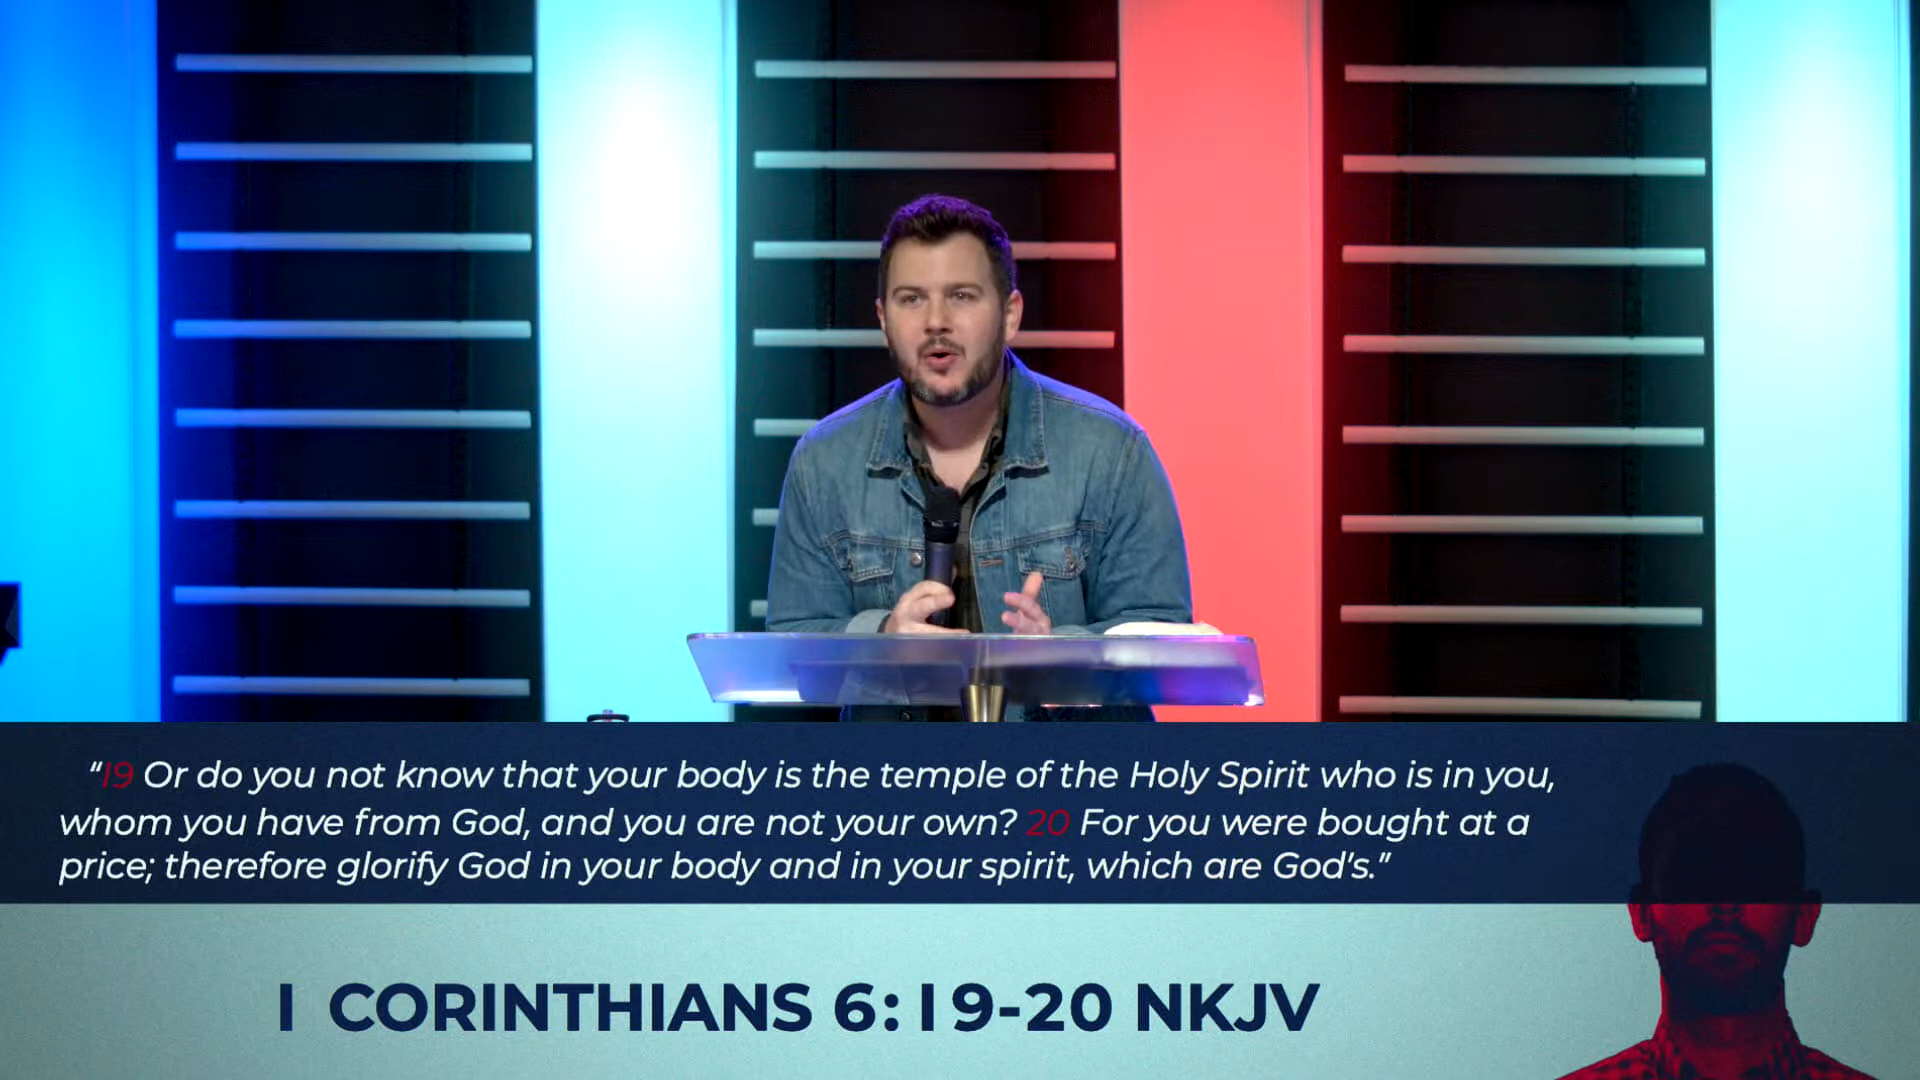 “19 Or do you not know that your body is the temple of the Holy Spirit who is in you,
whom you have from God, and you are not your own? 20 For you were bought at a
price; therefore glorify God in your body and in your spirit, which are God's.”
I CORINTHIANS 6:19-20 NKJV